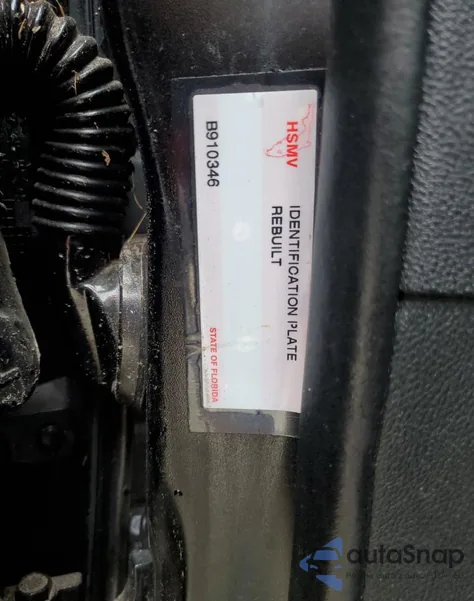 HSMV
IDENTIFICATION PLATE
REBUILT
B910346
STATE OF FLORIDA
autoSnap